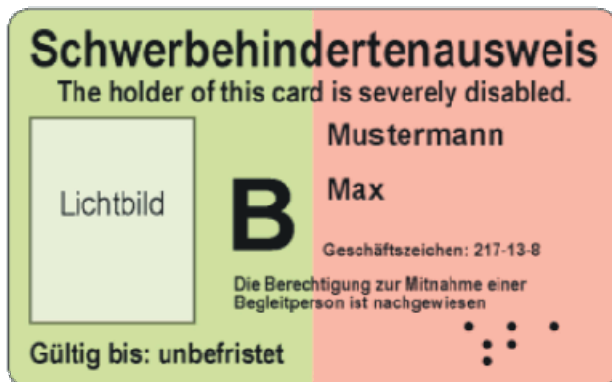 Schwerbehindertenausweis
The holder of this card is severely disabled.
Mustermann
Max
Lichtbild
B
Geschäftszeichen: 217-13-8
Die Berechtigung zur Mitnahme einer
Begleitperson ist nachgewiesen
Gültig bis: unbefristet